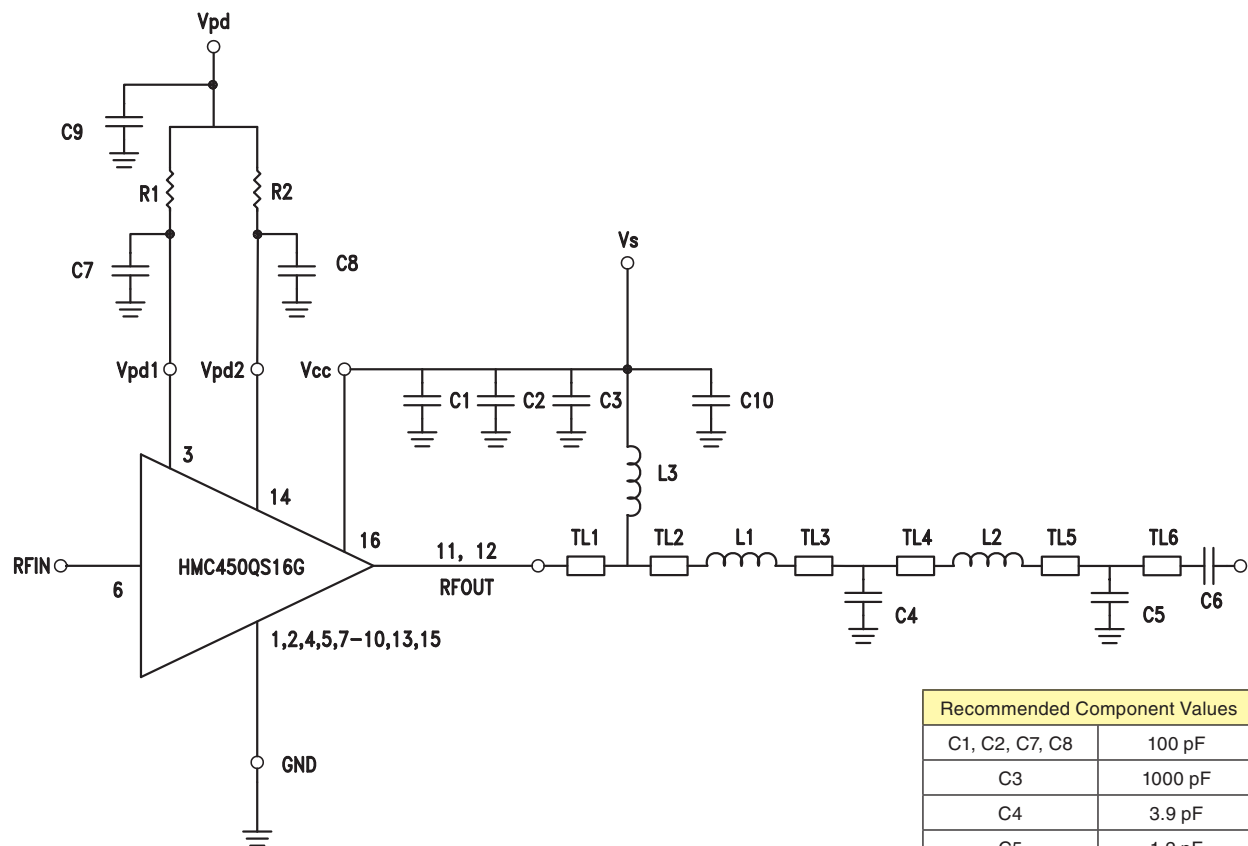 Vpd
C9
R1
R2
C7
C8
Vs
Vpd1
Vpd2
Vcc
C1
C2
C3
C10
3
L3
14
16
11, 12
TL1
TL2
L1
TL3
TL4
L2
TL5
TL6
RFIN
HMC450QS16G
6
RFOUT
C6
C4
C5
1,2,4,5,7-10,13,15
GND
Recommended Component Values
C1, C2, C7, C8 100 pF
C3 1000 pF
C4 3.9 pF